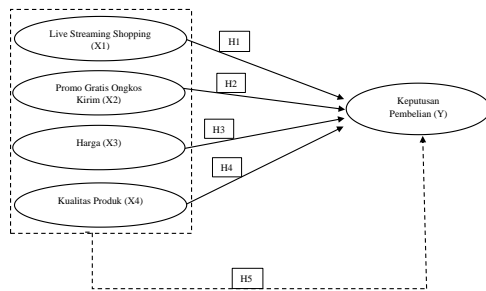 Live Streaming Shopping
(X1)
H1
Promo Gratis Ongkos
Kirim (X2)
H2
Keputusan
Pembelian (Y)
Harga (X3)
H3
H4
Kualitas Produk (X4)
H5